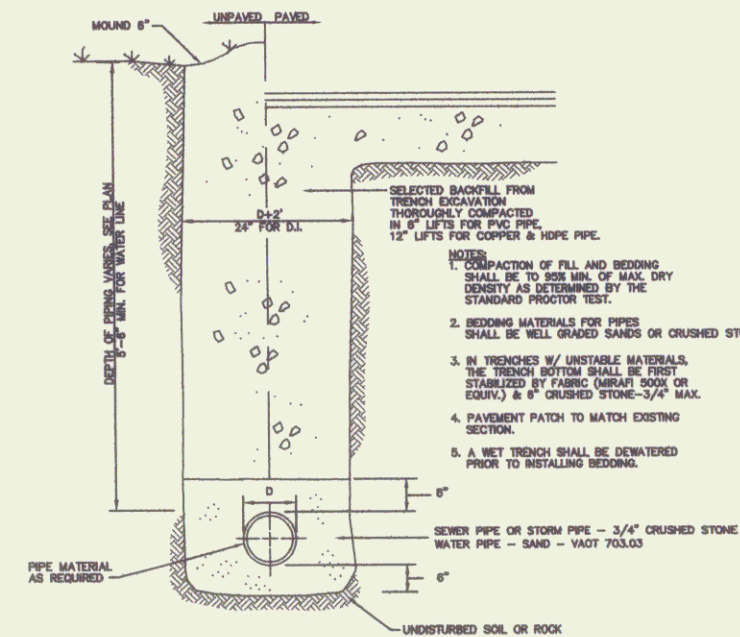 UNPAVED PAVED
MOUND 6"
SELECTED BACKFILL FROM
TRENCH EXCAVATION
THOROUGHLY COMPACTED
IN 6" LIFTS FOR PVC PIPE,
12" LIFTS FOR COPPER & HDPE PIPE.
D+2'
24" FOR D.I.
DEPTH OF PIPING VARIES, SEE PLAN
5'-6" MIN. FOR WATER LINE
NOTES:
1. COMPACTION OF FILL AND BEDDING
SHALL BE TO 95% MIN. OF MAX. DRY
DENSITY AS DETERMINED BY THE
STANDARD PROCTOR TEST.
2. BEDDING MATERIALS FOR PIPES
SHALL BE WELL GRADED SANDS OR CRUSHED STO
3. IN TRENCHES W/ UNSTABLE MATERIALS,
THE TRENCH BOTTOM SHALL BE FIRST
STABILIZED BY FABRIC (MIRAFI 500X OR
EQUIV.) & 6" CRUSHED STONE-3/4" MAX.
4. PAVEMENT PATCH TO MATCH EXISTING
SECTION.
5. A WET TRENCH SHALL BE DEWATERED
PRIOR TO INSTALLING BEDDING.
D
6"
SEWER PIPE OR STORM PIPE - 3/4" CRUSHED STONE
WATER PIPE - SAND - VAOT 703.03
PIPE MATERIAL
AS REQUIRED
6"
UNDISTURBED SOIL OR ROCK